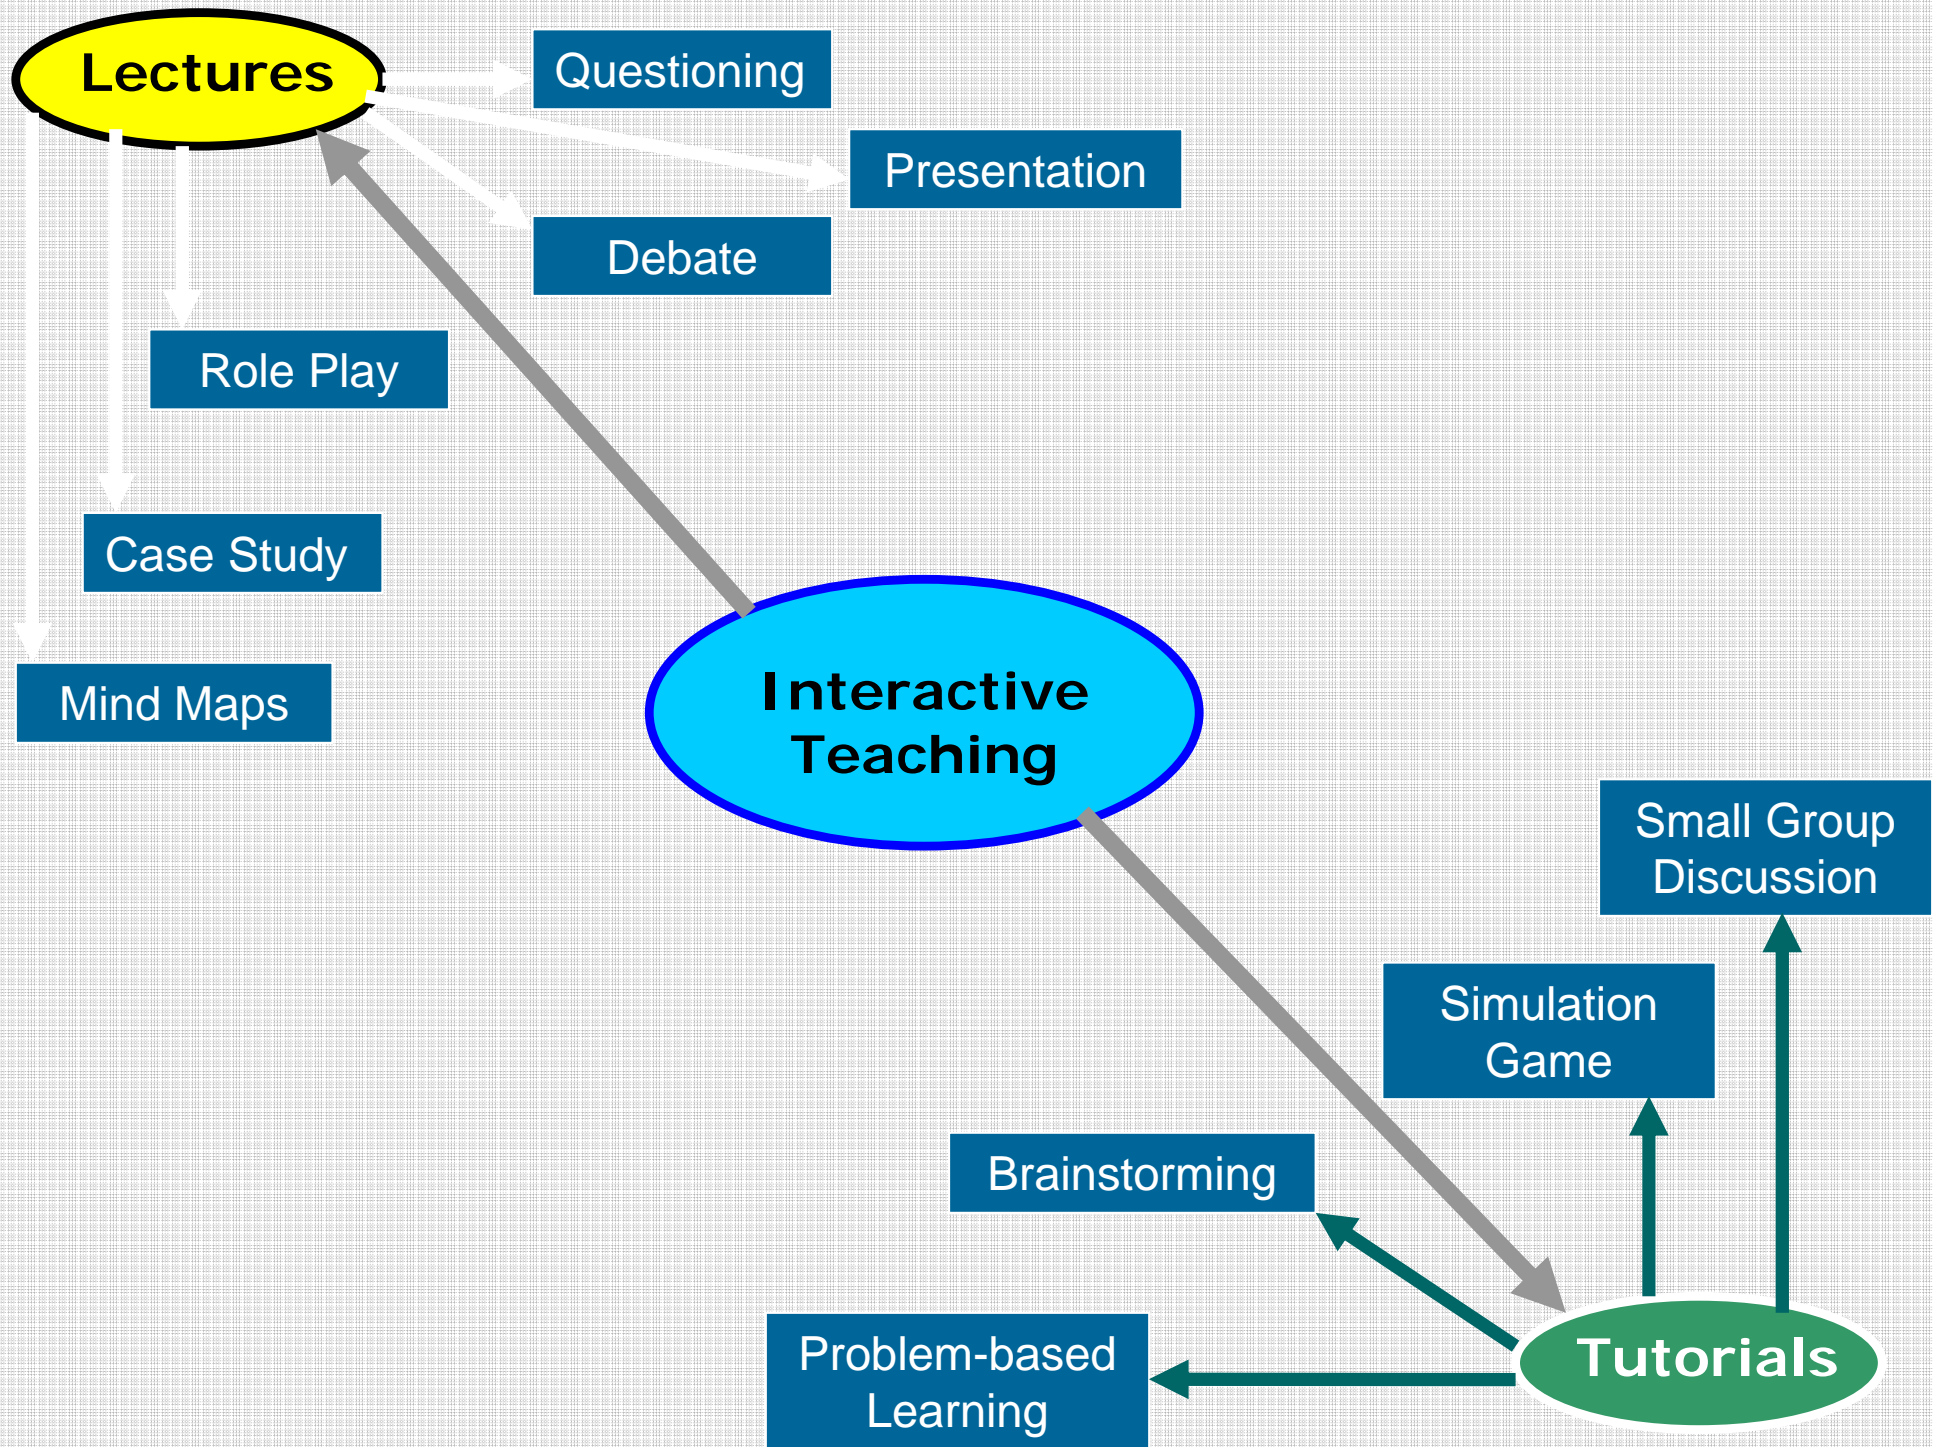 Lectures
Questioning
Presentation
Debate
Role Play
Case Study
Mind Maps
Interactive
Teaching
Small Group
Discussion
Simulation
Game
Brainstorming
Problem-based
Learning
Tutorials